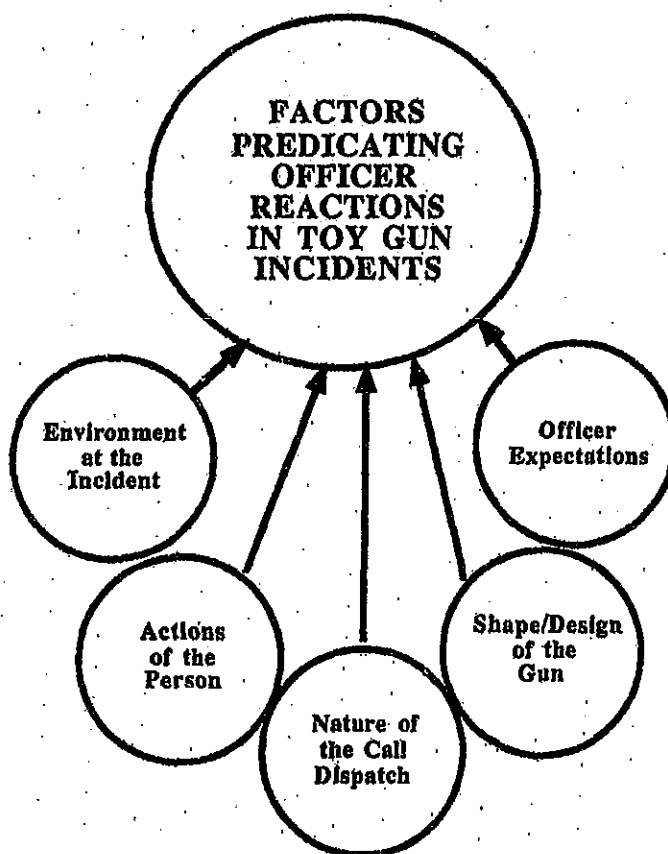 FACTORS
PREDICATING
OFFICER
REACTIONS
IN TOY GUN
INCIDENTS
Environment
at the
Incident
Officer
Expectations
Actions
of the
Person
Shape/Design
of the
Gun
Nature of
the Call
Dispatch